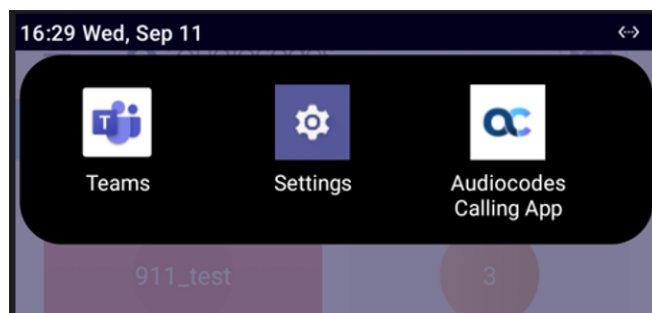 16:29 Wed, Sep 11
Teams
Settings
Audiocodes
Calling App
911_test
3